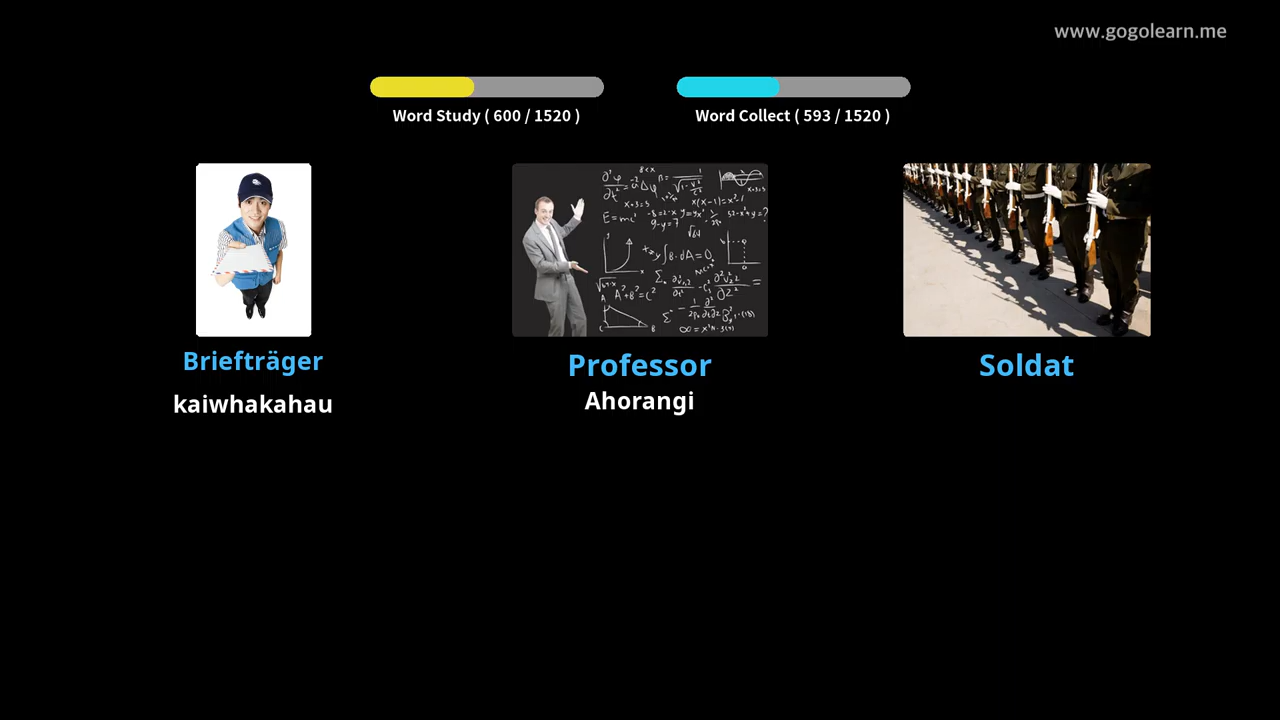 www.gogolearn.me
Word Study ( 600 / 1520 )
Word Collect ( 593 / 1520 )
Briefträger
Professor
Soldat
kaiwhakahau
Ahorangi